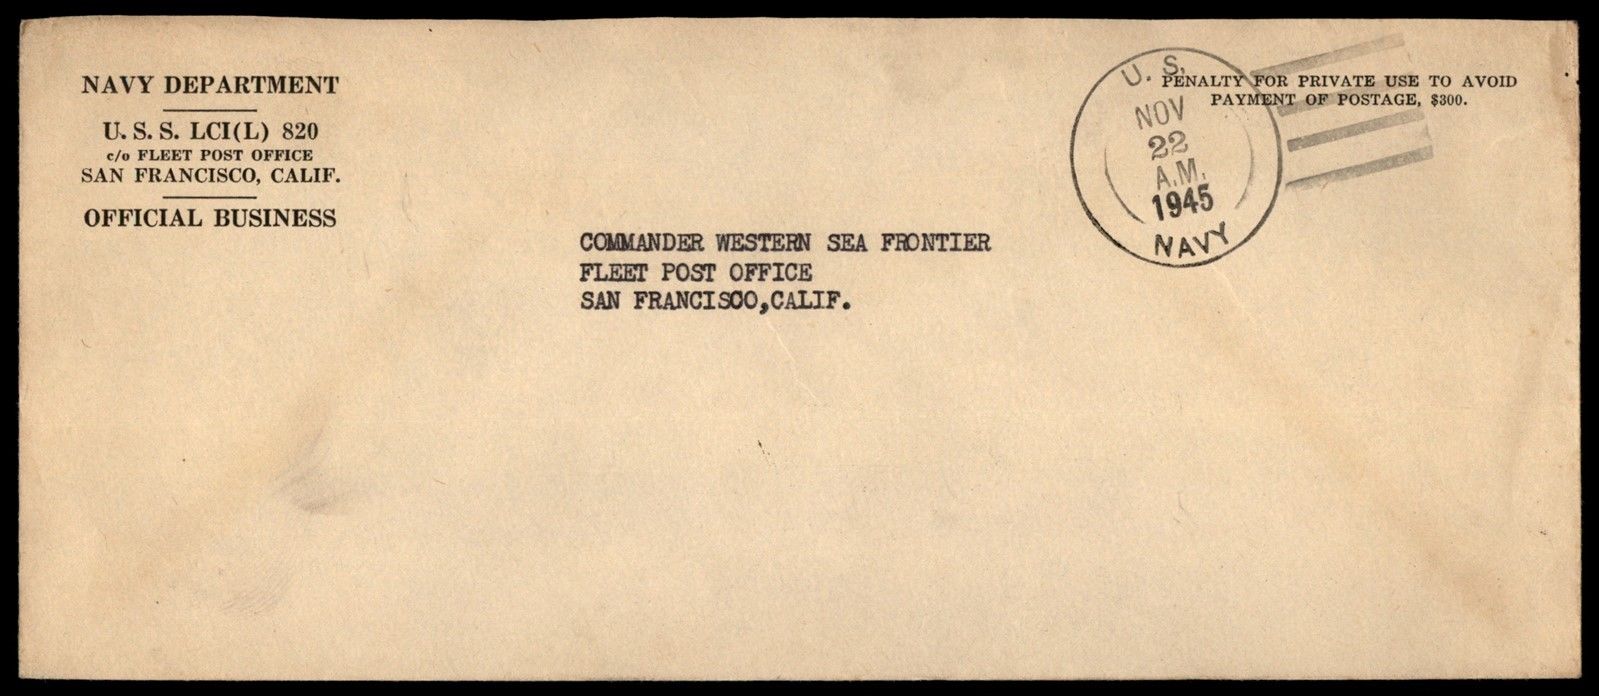 NAVY DEPARTMENT
U. S. S. LCI(L) 820
c/o FLEET POST OFFICE
SAN FRANCISCO, CALIF.
OFFICIAL BUSINESS
PENALTY FOR PRIVATE USE TO AVOID
PAYMENT OF POSTAGE, $300.
U. S.
NOV
22
A.M.
1945
NAVY
COMMANDER WESTERN SEA FRONTIER
FLEET POST OFFICE
SAN FRANCISCO,CALIF.